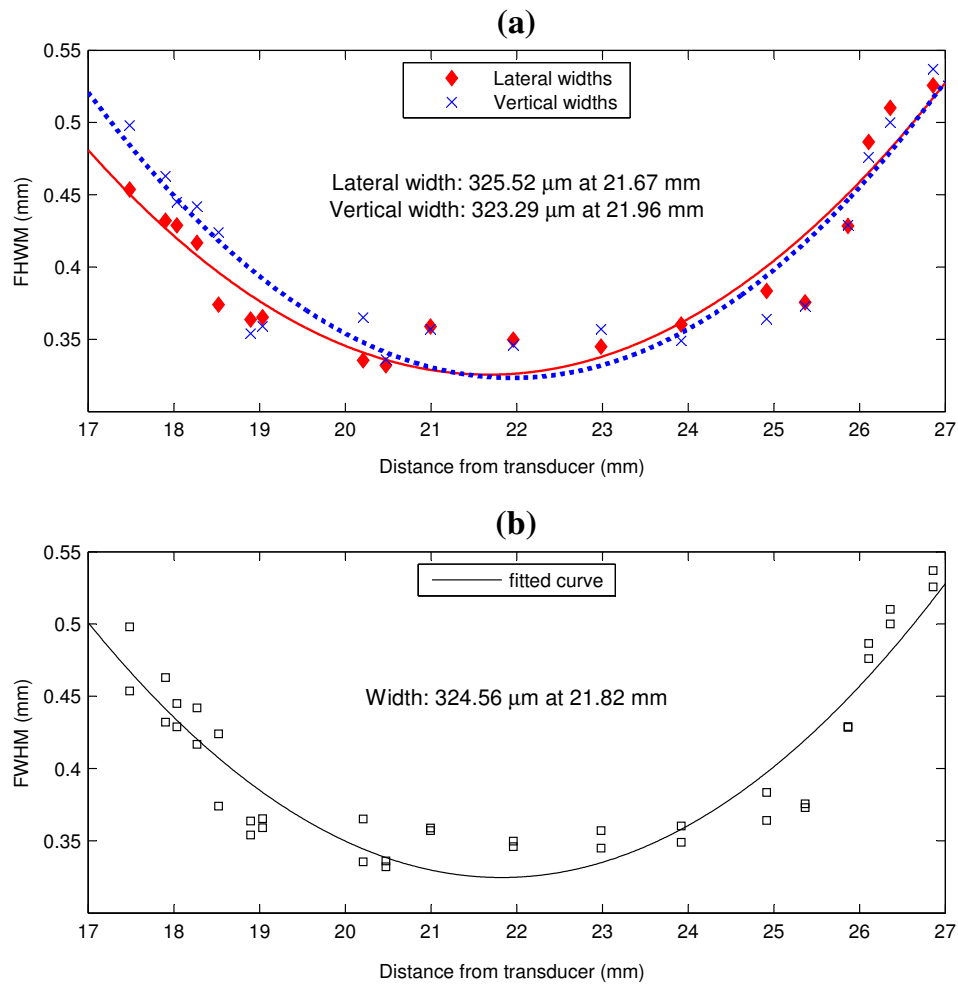 (a)
0.55
0.5
0.45
0.4
0.35
FHWM (mm)
Lateral widths
Vertical widths
Lateral width: 325.52 μm at 21.67 mm
Vertical width: 323.29 μm at 21.96 mm
17 18 19 20 21 22 23 24 25 26 27
Distance from transducer (mm)
(b)
0.55
0.5
0.45
0.4
0.35
FWHM (mm)
fitted curve
Width: 324.56 μm at 21.82 mm
17 18 19 20 21 22 23 24 25 26 27
Distance from transducer (mm)